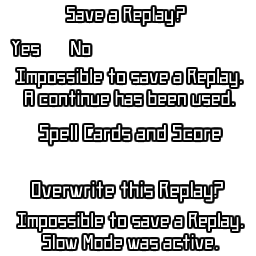 Save a Replay?
Yes No
Impossible to save a Replay.
A continue has been used.
Spell Cards and Score
Overwrite this Replay?
Impossible to save a Replay.
Slow Mode was active.